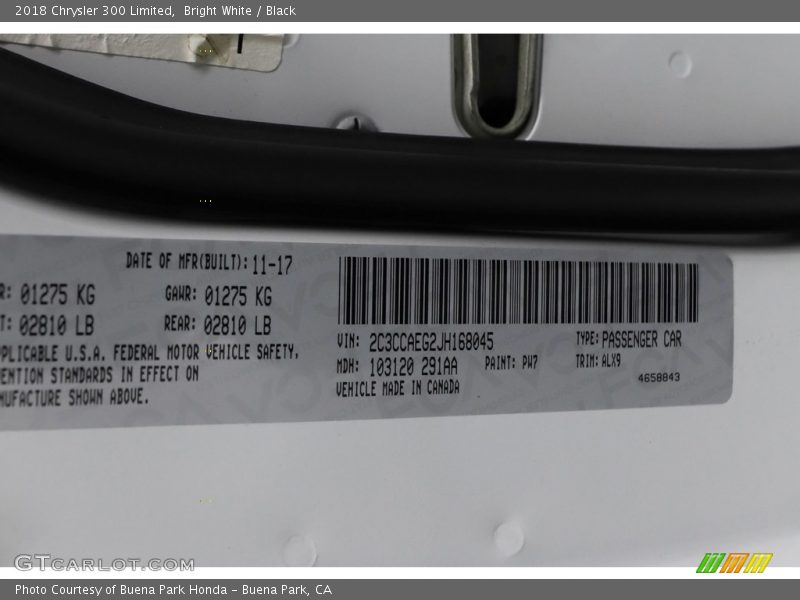 2018 Chrysler 300 Limited,  Bright White / Black
DATE OF MFR(BUILT): 11-17
R: 01275 KG GAWR: 01275 KG
T: 02810 LB REAR: 02810 LB
PPLICABLE U.S.A. FEDERAL MOTOR VEHICLE SAFETY,
ENTION STANDARDS IN EFFECT ON
NUFACTURE SHOWN ABOVE.
VIN: 2C3CCAEG2JH168045 TYPE: PASSENGER CAR
MDH: 103120 291AA PAINT: PW7 TRIM: ALX9
VEHICLE MADE IN CANADA 4658843
GTCARLOT.COM
Photo Courtesy of Buena Park Honda - Buena Park, CA